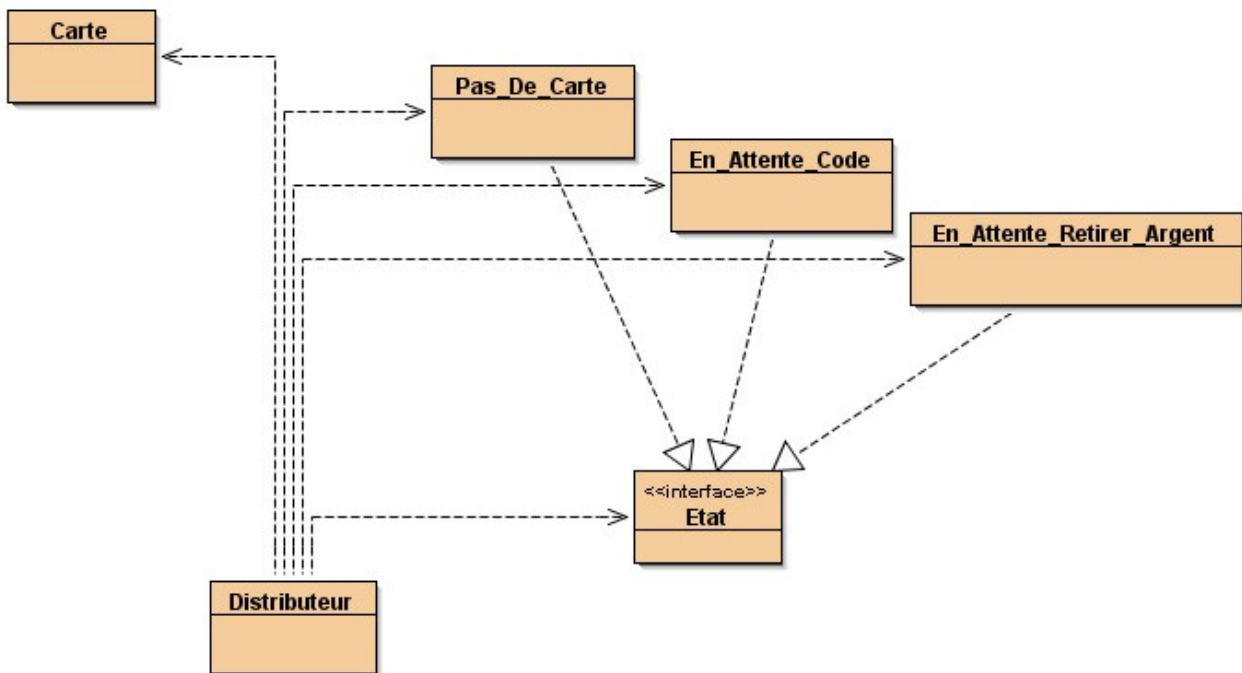 Carte
Pas_De_Carte
En_Attente_Code
En_Attente_Retirer_Argent
<<interface>>
Etat
Distributeur